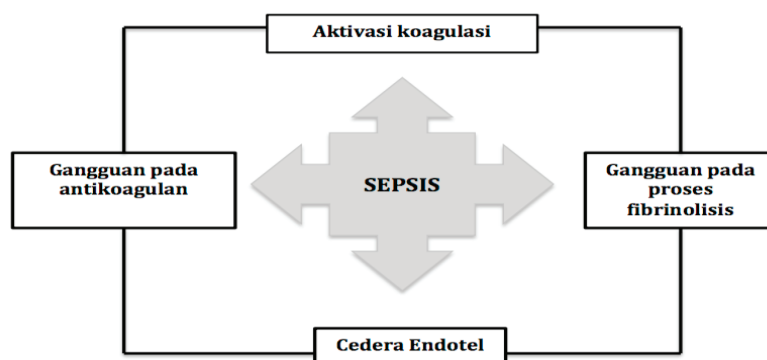 Aktivasi koagulasi
Gangguan pada
antikoagulan
SEPSIS
Gangguan pada
proses
fibrinolisis
Cedera Endotel